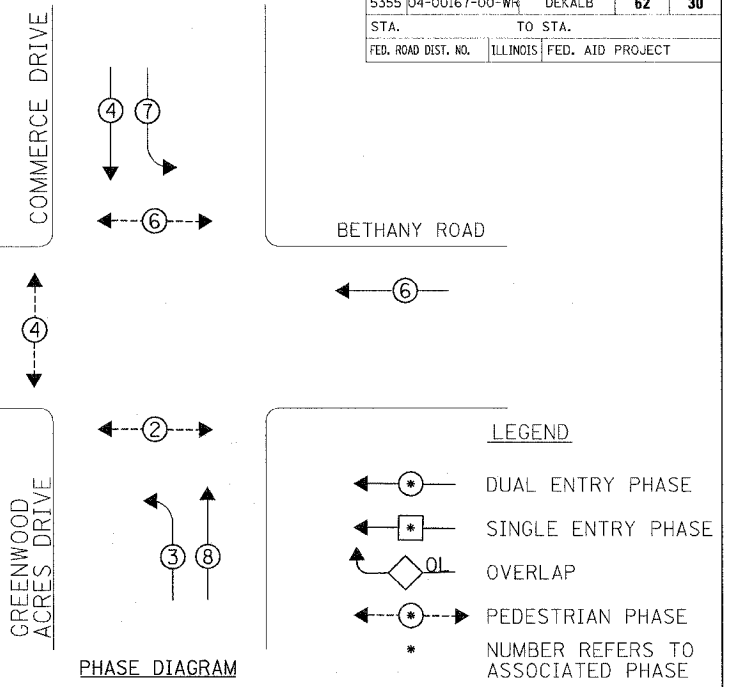 5355 04-00167-00-WR DEKALB 62 30
STA. TO STA.
FED. ROAD DIST. NO. ILLINOIS FED. AID PROJECT
COMMERCE DRIVE
4 7
6
BETHANY ROAD
6
4
2
LEGEND
* DUAL ENTRY PHASE
* SINGLE ENTRY PHASE
OL OVERLAP
* PEDESTRIAN PHASE
* NUMBER REFERS TO
ASSOCIATED PHASE
3 8
GREENWOOD
ACRES DRIVE
PHASE DIAGRAM